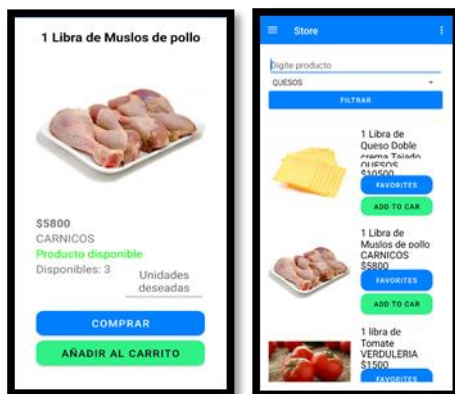 1 Libra de Muslos de pollo
$5800
CARNICOS
Producto disponible
Disponibles: 3
Unidades
deseadas
COMPRAR
AÑADIR AL CARRITO
Store
Digite producto
QUESOS
FILTRAR
1 Libra de
Queso Doble
crema Tajado
QUESOS
$10500
FAVORITES
ADD TO CAR
1 Libra de
Muslos de pollo
CARNICOS
$5800
FAVORITES
ADD TO CAR
1 libra de
Tomate
VERDULERIA
$1500
FAVORITES